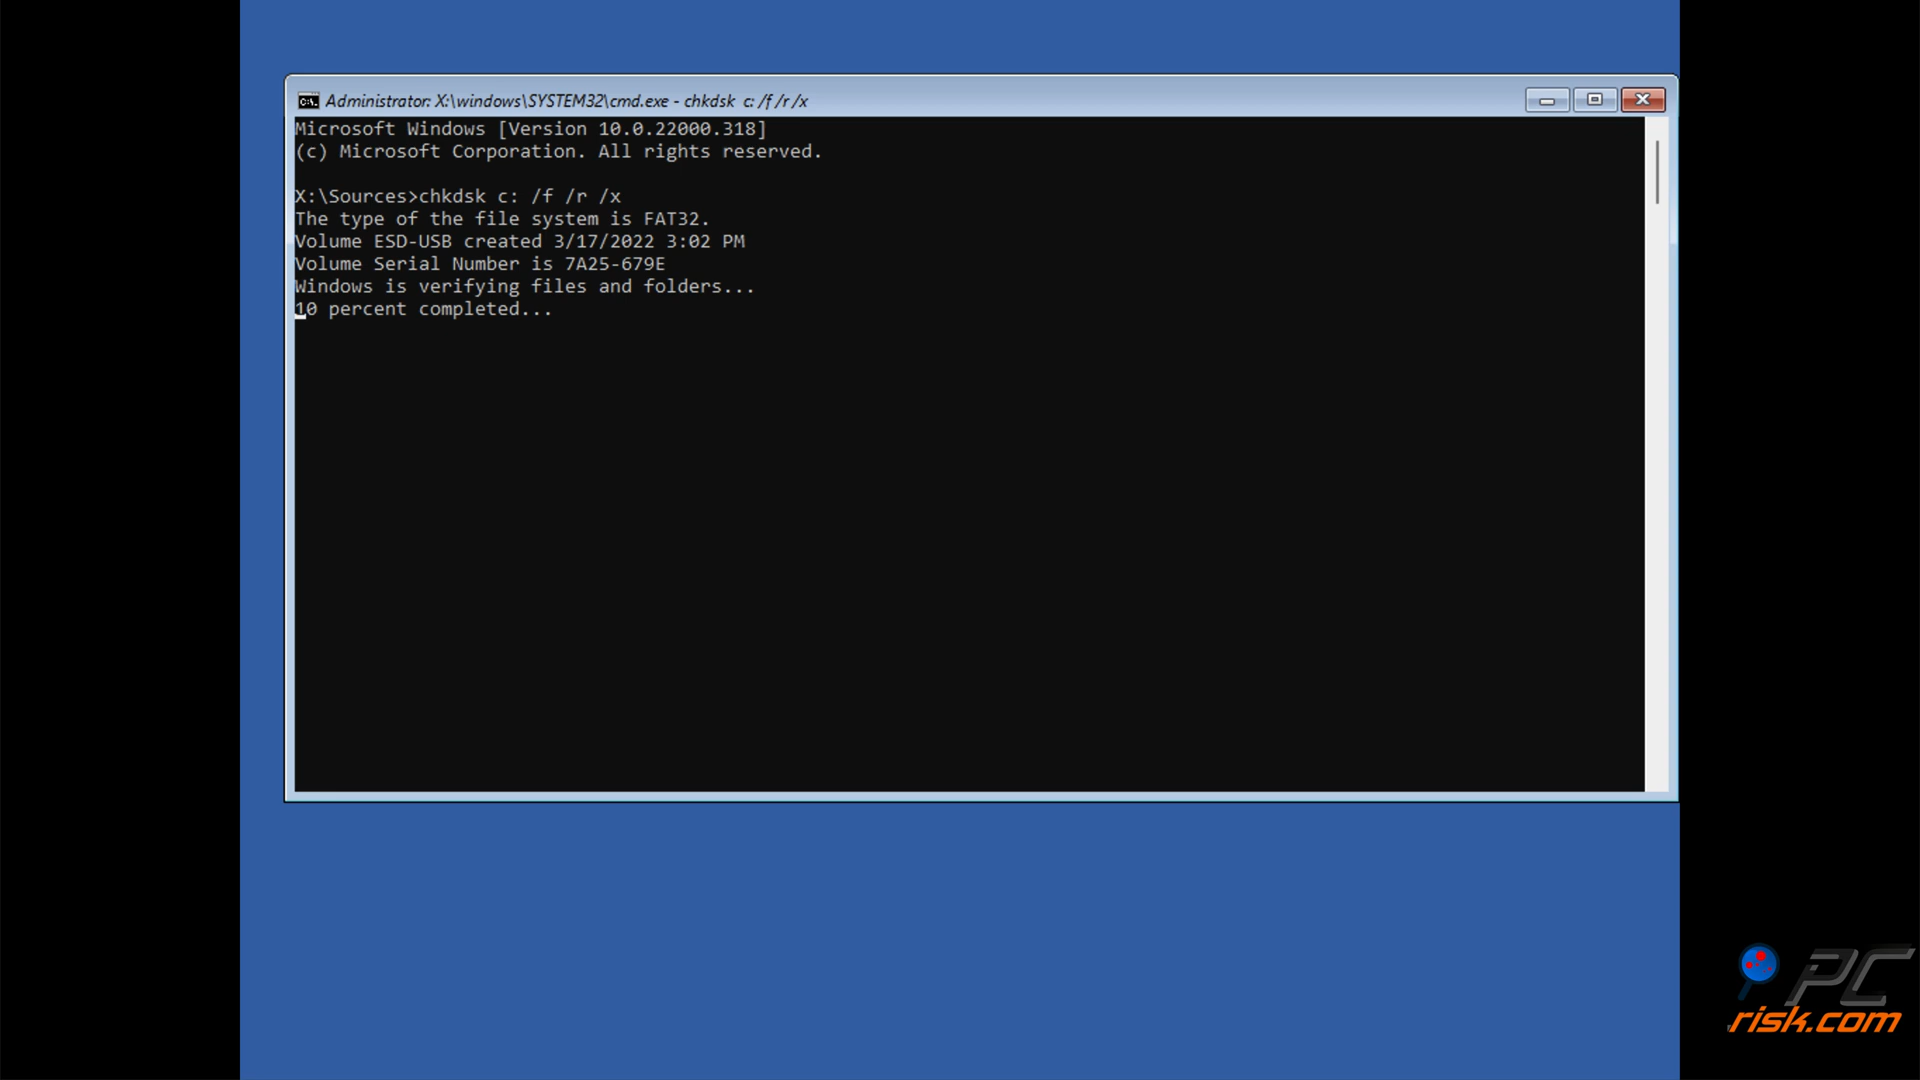 Administrator: X:\windows\SYSTEM32\cmd.exe - chkdsk c: /f /r /x
Microsoft Windows [Version 10.0.22000.318]
(c) Microsoft Corporation. All rights reserved.
X:\Sources>chkdsk c: /f /r /x
The type of the file system is FAT32.
Volume ESD-USB created 3/17/2022 3:02 PM
Volume Serial Number is 7A25-679E
Windows is verifying files and folders...
10 percent completed...
PC
risk.com